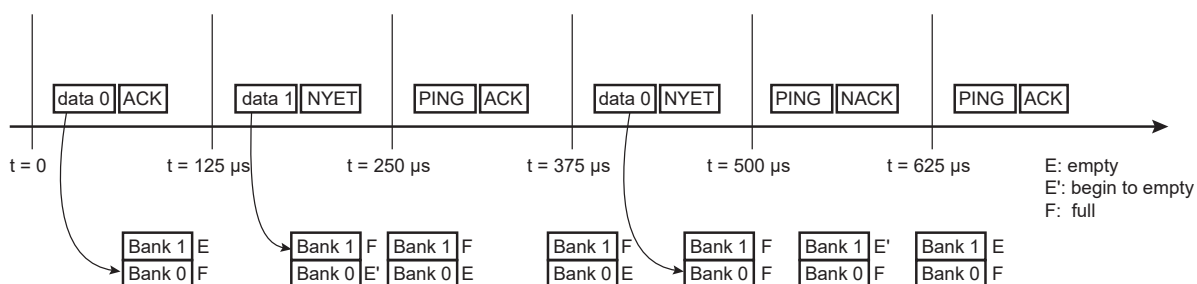 data 0 ACK data 1 NYET PING ACK data 0 NYET PING NACK PING ACK
t = 0 t = 125 μs t = 250 μs t = 375 μs t = 500 μs t = 625 μs
E: empty
E': begin to empty
F: full
Bank 1 E Bank 1 F Bank 1 F Bank 1 F Bank 1 F Bank 1 E' Bank 1 E
Bank 0 F Bank 0 E' Bank 0 E Bank 0 E Bank 0 F Bank 0 F Bank 0 F